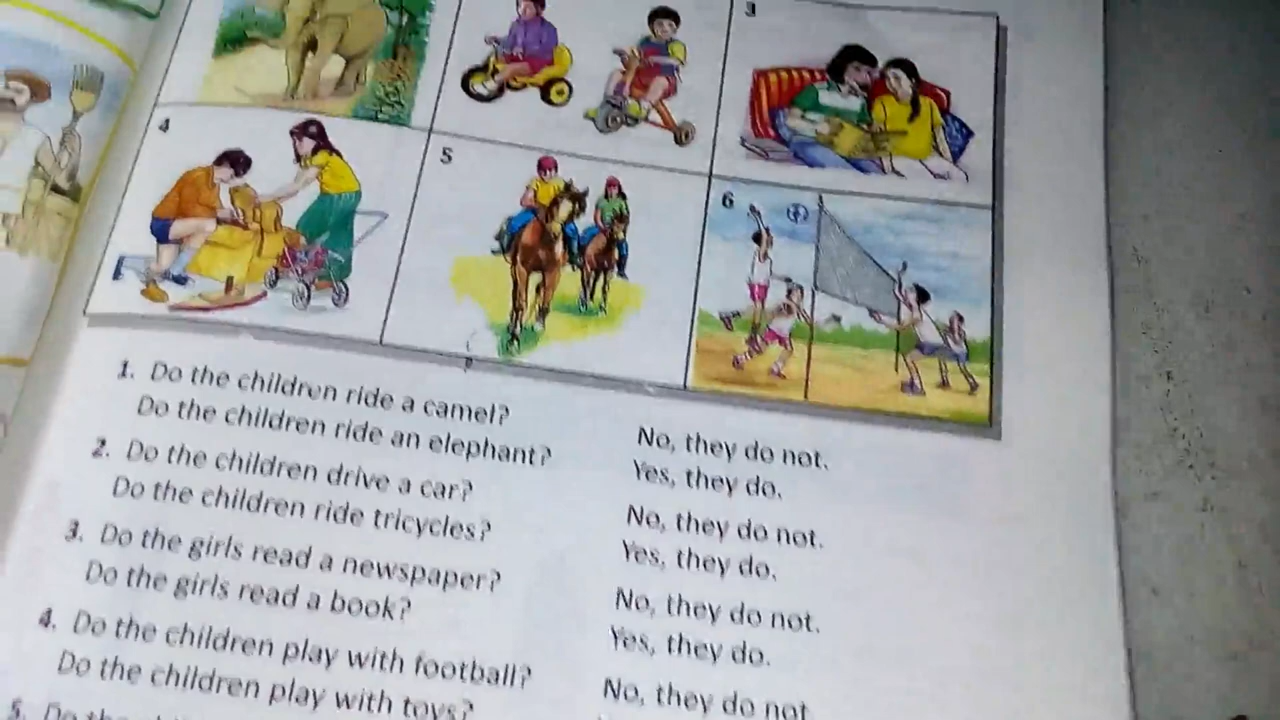 3
4
5
6
1. Do the children ride a camel? No, they do not.
Do the children ride an elephant? Yes, they do.
2. Do the children drive a car? No, they do not.
Do the children ride tricycles? Yes, they do.
3. Do the girls read a newspaper? No, they do not.
Do the girls read a book? Yes, they do.
4. Do the children play with football? No, they do not
Do the children play with toys?
5. Do